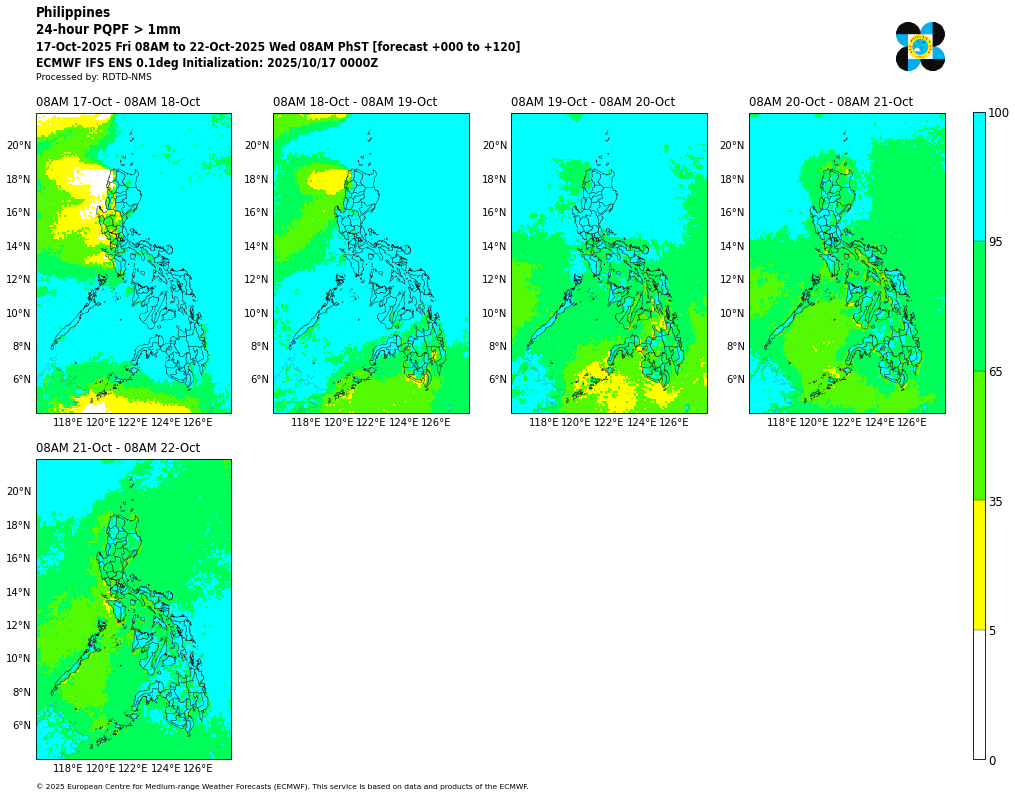 Philippines
24-hour PQPF > 1mm
17-Oct-2025 Fri 08AM to 22-Oct-2025 Wed 08AM PhST [forecast +000 to +120]
ECMWF IFS ENS 0.1deg Initialization: 2025/10/17 0000Z
Processed by: RDTD-NMS
08AM 17-Oct - 08AM 18-Oct
08AM 18-Oct - 08AM 19-Oct
08AM 19-Oct - 08AM 20-Oct
08AM 20-Oct - 08AM 21-Oct
20°N
18°N
16°N
14°N
12°N
10°N
8°N
6°N
118°E 120°E 122°E 124°E 126°E
20°N
18°N
16°N
14°N
12°N
10°N
8°N
6°N
118°E 120°E 122°E 124°E 126°E
20°N
18°N
16°N
14°N
12°N
10°N
8°N
6°N
118°E 120°E 122°E 124°E 126°E
20°N
18°N
16°N
14°N
12°N
10°N
8°N
6°N
118°E 120°E 122°E 124°E 126°E
100
95
65
35
5
0
08AM 21-Oct - 08AM 22-Oct
20°N
18°N
16°N
14°N
12°N
10°N
8°N
6°N
118°E 120°E 122°E 124°E 126°E
© 2025 European Centre for Medium-range Weather Forecasts (ECMWF). This service is based on data and products of the ECMWF.